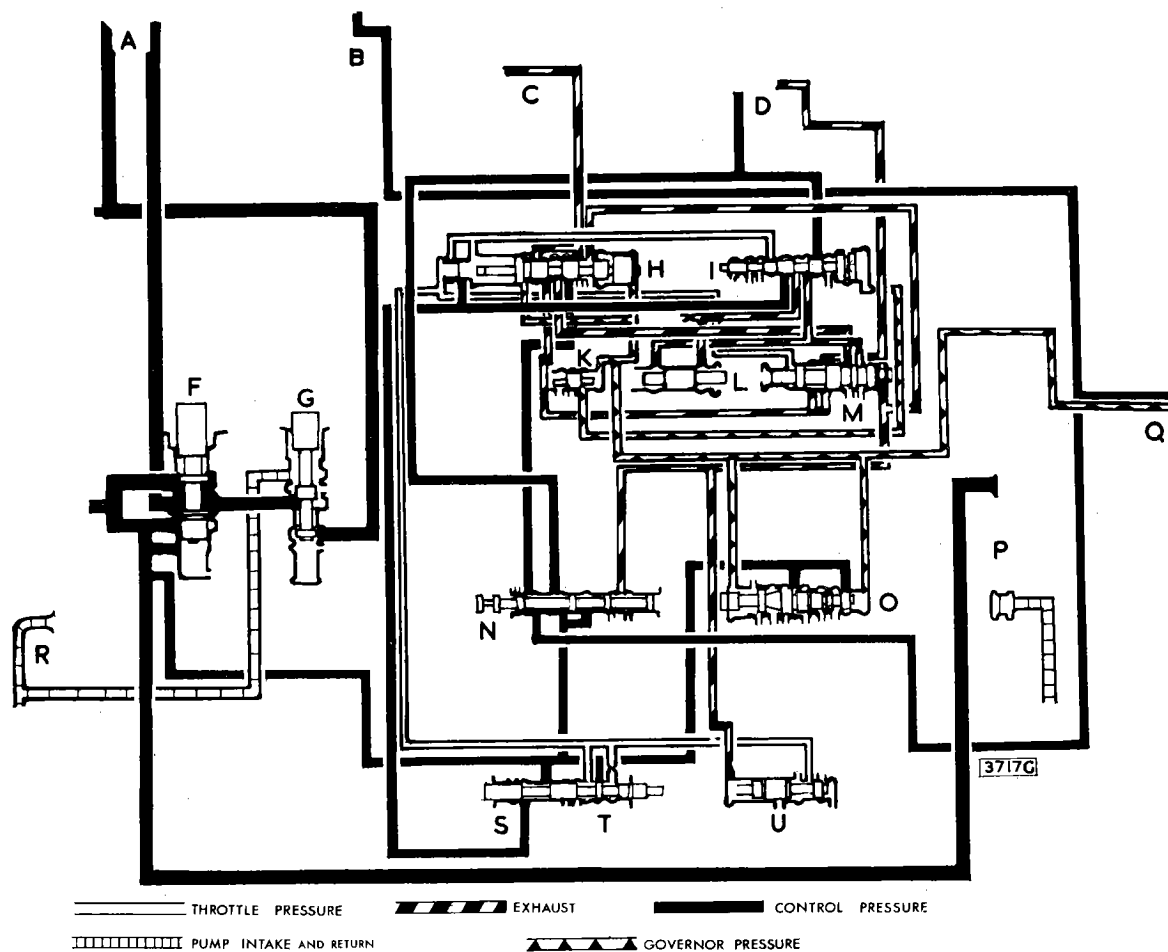 A
B
C
D
H
I
K
L
M
F
G
Q
P
N
O
R
3717G
S
T
U
THROTTLE PRESSURE
EXHAUST
CONTROL PRESSURE
PUMP INTAKE AND RETURN
GOVERNOR PRESSURE